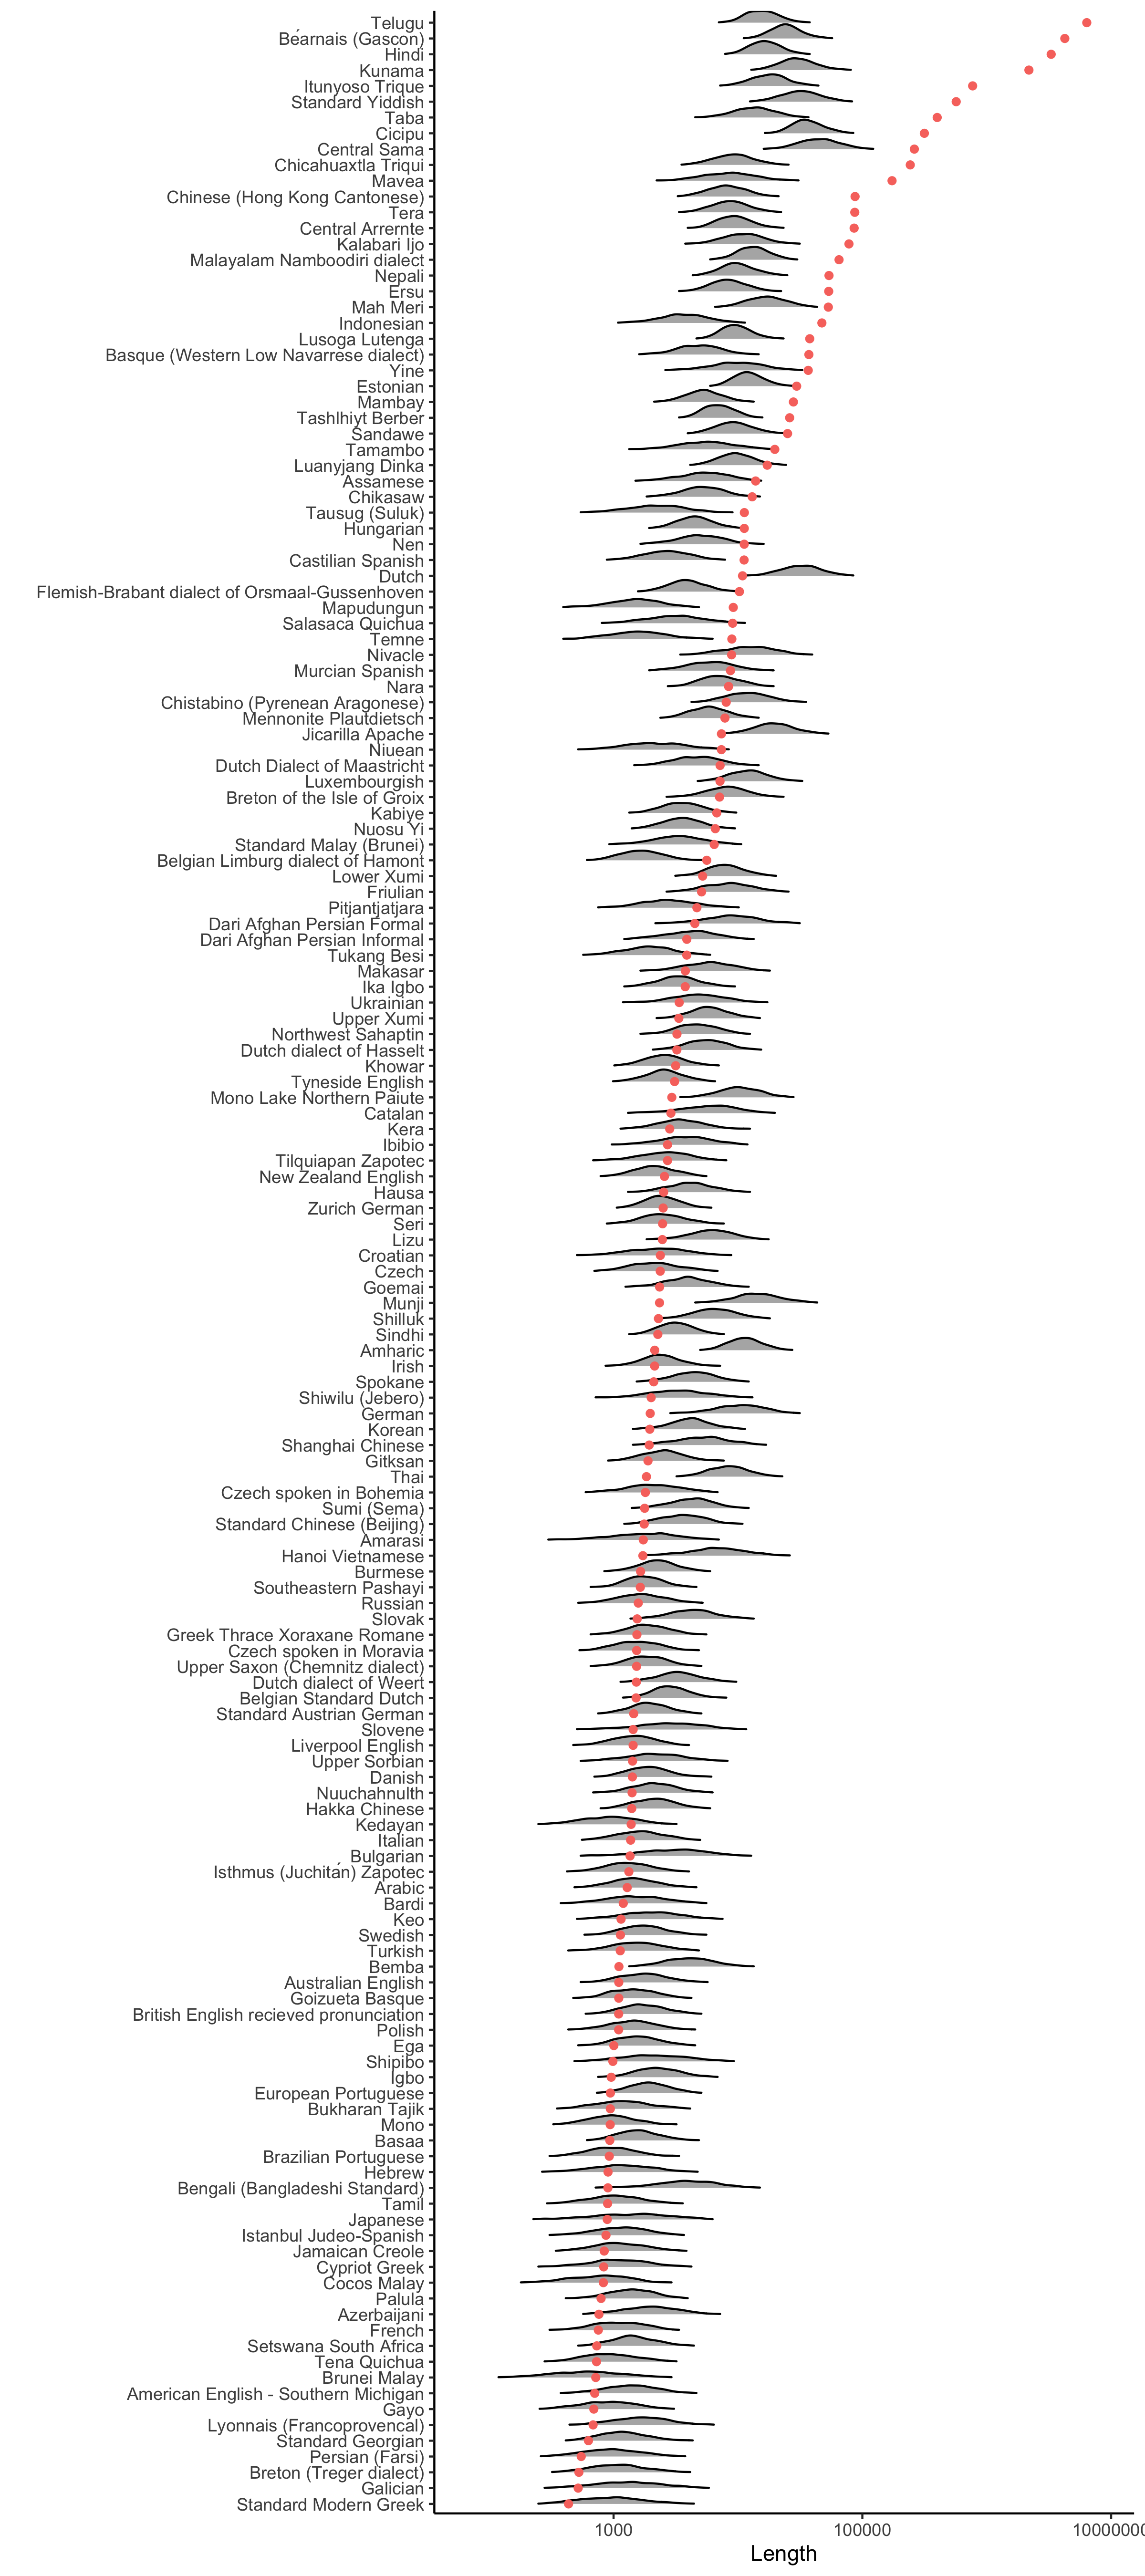 Telugu
Béarnais (Gascon)
Hindi
Kunama
Itunyoso Trique
Standard Yiddish
Taba
Cicipu
Central Sama
Chicahuaxtla Triqui
Mavea
Chinese (Hong Kong Cantonese)
Tera
Central Arrernte
Kalabari Ijo
Malayalam Namboodiri dialect
Nepali
Ersu
Mah Meri
Indonesian
Lusoga Lutenga
Basque (Western Low Navarrese dialect)
Yine
Estonian
Mambay
Tashlhiyt Berber
Sandawe
Tamambo
Luanyjang Dinka
Assamese
Chikasaw
Tausug (Suluk)
Hungarian
Nen
Castilian Spanish
Dutch
Flemish-Brabant dialect of Orsmaal-Gussenhoven
Mapudungun
Salasaca Quichua
Temne
Nivacle
Murcian Spanish
Nara
Chistabino (Pyrenean Aragonese)
Mennonite Plautdietsch
Jicarilla Apache
Niuean
Dutch Dialect of Maastricht
Luxembourgish
Breton of the Isle of Groix
Kabiye
Nuosu Yi
Standard Malay (Brunei)
Belgian Limburg dialect of Hamont
Lower Xumi
Friulian
Pitjantjatjara
Dari Afghan Persian Formal
Dari Afghan Persian Informal
Tukang Besi
Makasar
Ika Igbo
Ukrainian
Upper Xumi
Northwest Sahaptin
Dutch dialect of Hasselt
Khowar
Tyneside English
Mono Lake Northern Paiute
Catalan
Kera
Ibibio
Tilquiapan Zapotec
New Zealand English
Hausa
Zurich German
Seri
Lizu
Croatian
Czech
Goemai
Munji
Shilluk
Sindhi
Amharic
Irish
Spokane
Shiwilu (Jebero)
German
Korean
Shanghai Chinese
Gitksan
Thai
Czech spoken in Bohemia
Sumi (Sema)
Standard Chinese (Beijing)
Amarasi
Hanoi Vietnamese
Burmese
Southeastern Pashayi
Russian
Slovak
Greek Thrace Xoraxane Romane
Czech spoken in Moravia
Upper Saxon (Chemnitz dialect)
Dutch dialect of Weert
Belgian Standard Dutch
Standard Austrian German
Slovene
Liverpool English
Upper Sorbian
Danish
Nuuchahnulth
Hakka Chinese
Kedayan
Italian
Bulgarian
Isthmus (Juchitán) Zapotec
Arabic
Bardi
Keo
Swedish
Turkish
Bemba
Australian English
Goizueta Basque
British English recieved pronunciation
Polish
Ega
Shipibo
Igbo
European Portuguese
Bukharan Tajik
Mono
Basaa
Brazilian Portuguese
Hebrew
Bengali (Bangladeshi Standard)
Tamil
Japanese
Istanbul Judeo-Spanish
Jamaican Creole
Cypriot Greek
Cocos Malay
Palula
Azerbaijani
French
Setswana South Africa
Tena Quichua
Brunei Malay
American English - Southern Michigan
Gayo
Lyonnais (Francoprovencal)
Standard Georgian
Persian (Farsi)
Breton (Treger dialect)
Galician
Standard Modern Greek
1000 100000 10000000
Length